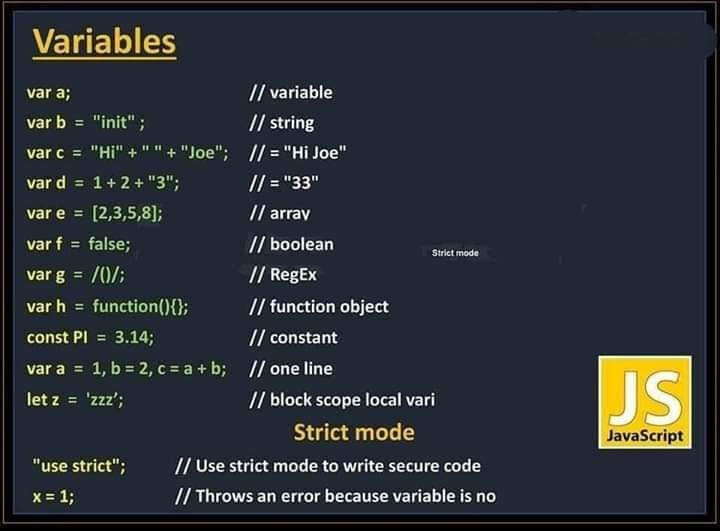 Variables
var a; // variable
var b = "init" ; // string
var c = "Hi" + " " + "Joe"; // = "Hi Joe"
var d = 1 + 2 + "3"; // = "33"
var e = [2,3,5,8]; // array
var f = false; // boolean
Strict mode
var g = /()/; // RegEx
var h = function(){}; // function object
const PI = 3.14; // constant
var a = 1, b = 2, c = a + b; // one line
let z = 'zzz'; // block scope local vari
JS
JavaScript
Strict mode
"use strict"; // Use strict mode to write secure code
x = 1; // Throws an error because variable is no